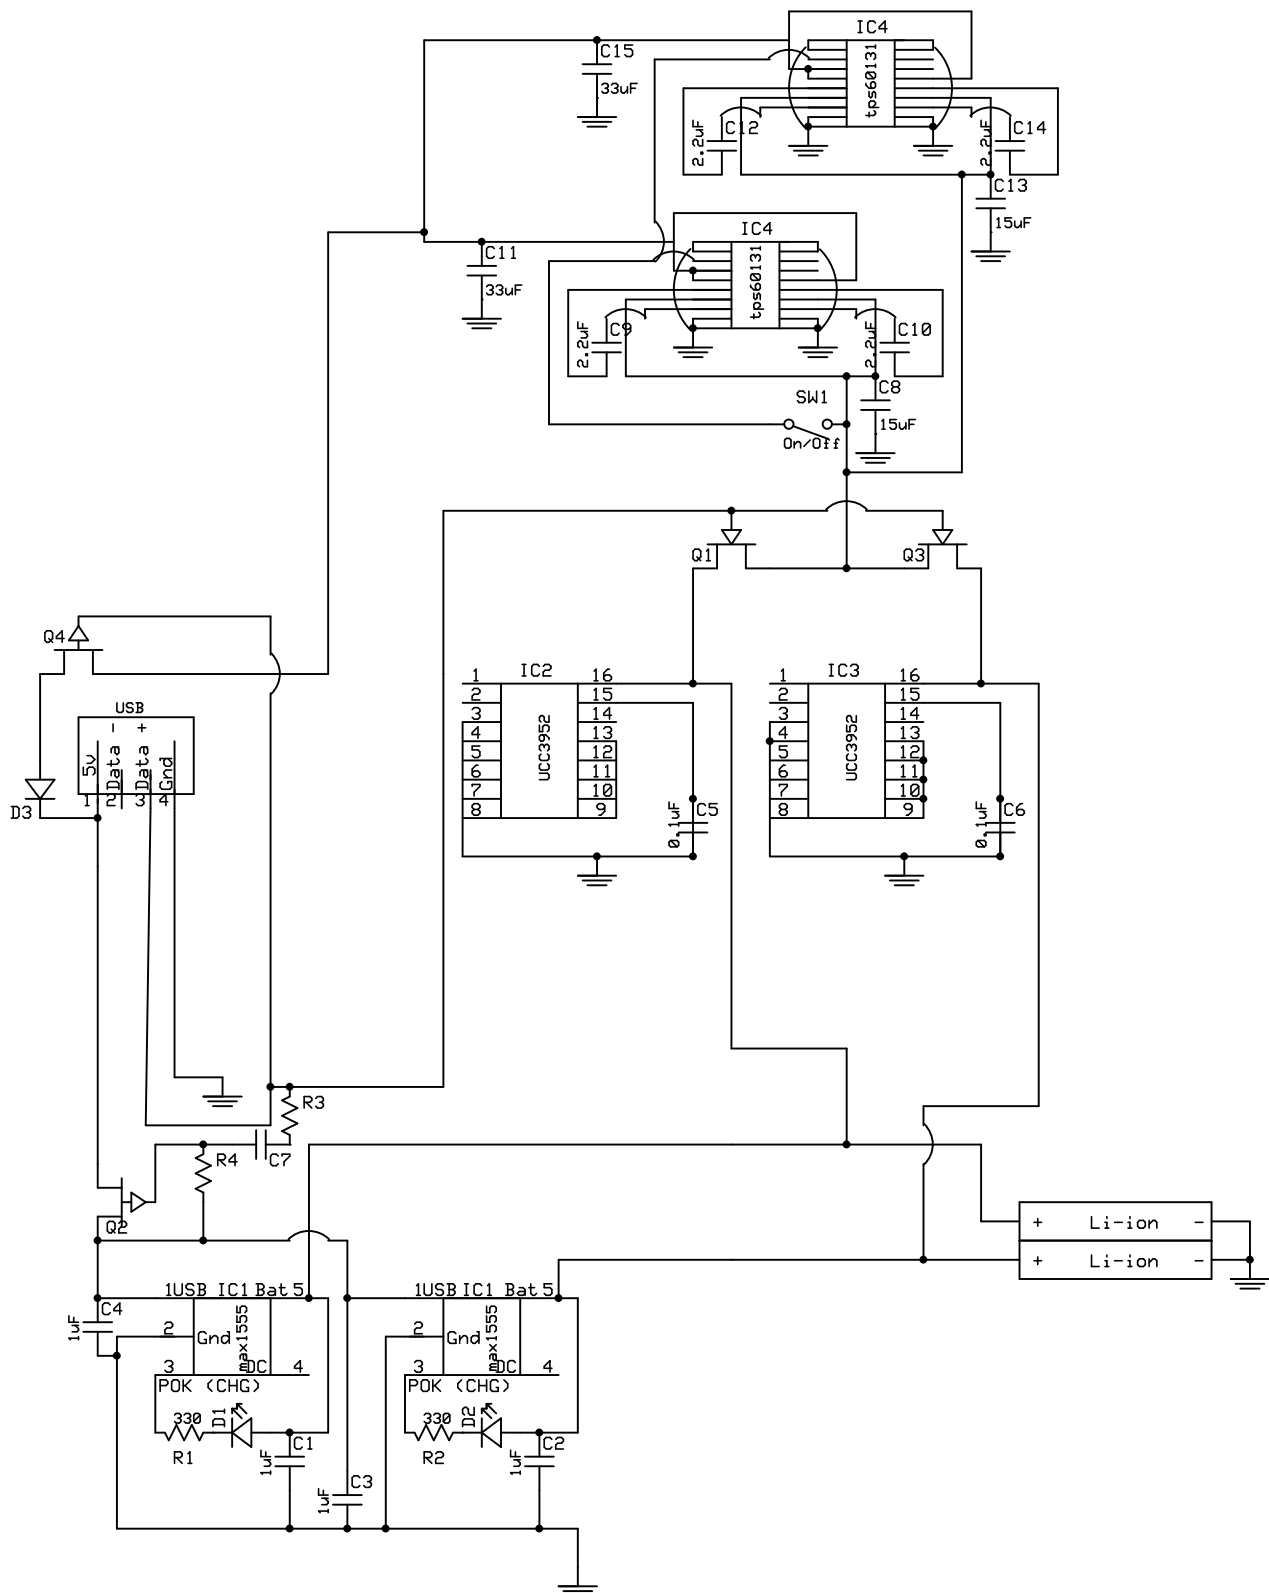 IC4
C15
33uF
tps60131
2.2uF
C12
2.2uF
C14
C13
15uF
IC4
C11
33uF
tps60131
2.2uF
C9
2.2uF
C10
SW1
C8
15uF
On/Off
Q1
Q3
Q4
USB
5v
Data -
Data +
Gnd
1 2 3 4
D3
IC2
1 16
2 15
3 14
4 13
5 12
6 11
7 10
8 9
UCC3952
0.1uF
C5
IC3
1 16
2 15
3 14
4 13
5 12
6 11
7 10
8 9
UCC3952
0.1uF
C6
R3
R4
C7
Q2
+ Li-ion -
+ Li-ion -
1USB IC1 Bat 5
C4
1uF
2
Gnd
max1555
3 DC 4
POK (CHG)
330
R1
D1
C1
1uF
1USB IC1 Bat 5
2
Gnd
max1555
3 DC 4
POK (CHG)
330
R2
D2
C2
1uF
C3
1uF